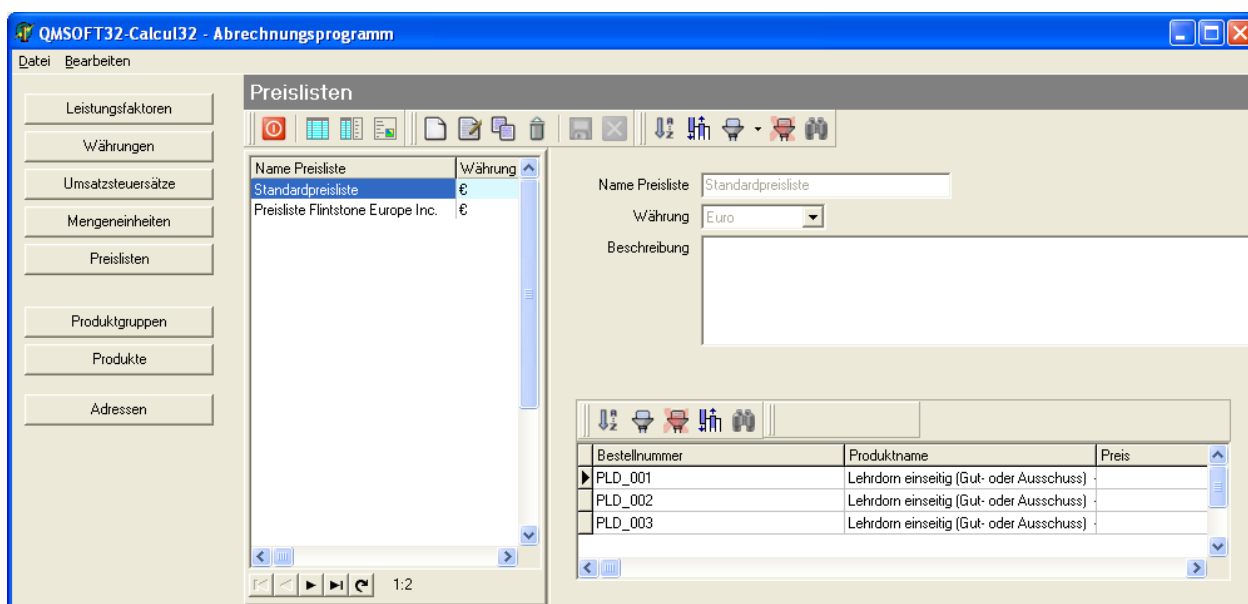 QMSOFT32-Calcul32 - Abrechnungsprogramm
Datei Bearbeiten
Leistungsfaktoren
Währungen
Umsatzsteuersätze
Mengeneinheiten
Preislisten
Produktgruppen
Produkte
Adressen
Preislisten
Name Preisliste Währung
Standardpreisliste €
Preisliste Flintstone Europe Inc. €
1:2
Name Preisliste Standardpreisliste
Währung Euro
Beschreibung
Bestellnummer Produktname Preis
PLD_001 Lehrdorn einseitig (Gut- oder Ausschuss) -
PLD_002 Lehrdorn einseitig (Gut- oder Ausschuss) -
PLD_003 Lehrdorn einseitig (Gut- oder Ausschuss) -